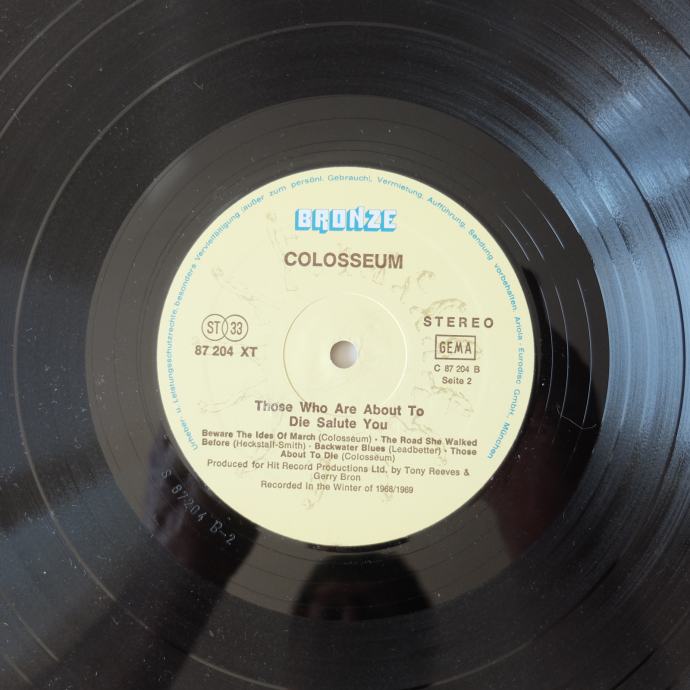 Urheber u. Leistungsschutzrechte, besonders Vervielfältigung (außer zum persönl. Gebrauch), Vermietung, Aufführung, Sendung vorbehalten. Ariola - Eurodisc GmbH, München
BRONZE
COLOSSEUM
ST 33
87 204 XT
STEREO
GEMA
C 87 204 B
Seite 2
Those Who Are About To
Die Salute You
Beware The Ides Of March (Colosseum) · The Road She Walked
Before (Heckstall-Smith) · Backwater Blues (Leadbetter) · Those
About To Die (Colosseum)
Produced for Hit Record Productions Ltd. by Tony Reeves &
Gerry Bron
Recorded In the Winter of 1968/1969
S 87204 B-2